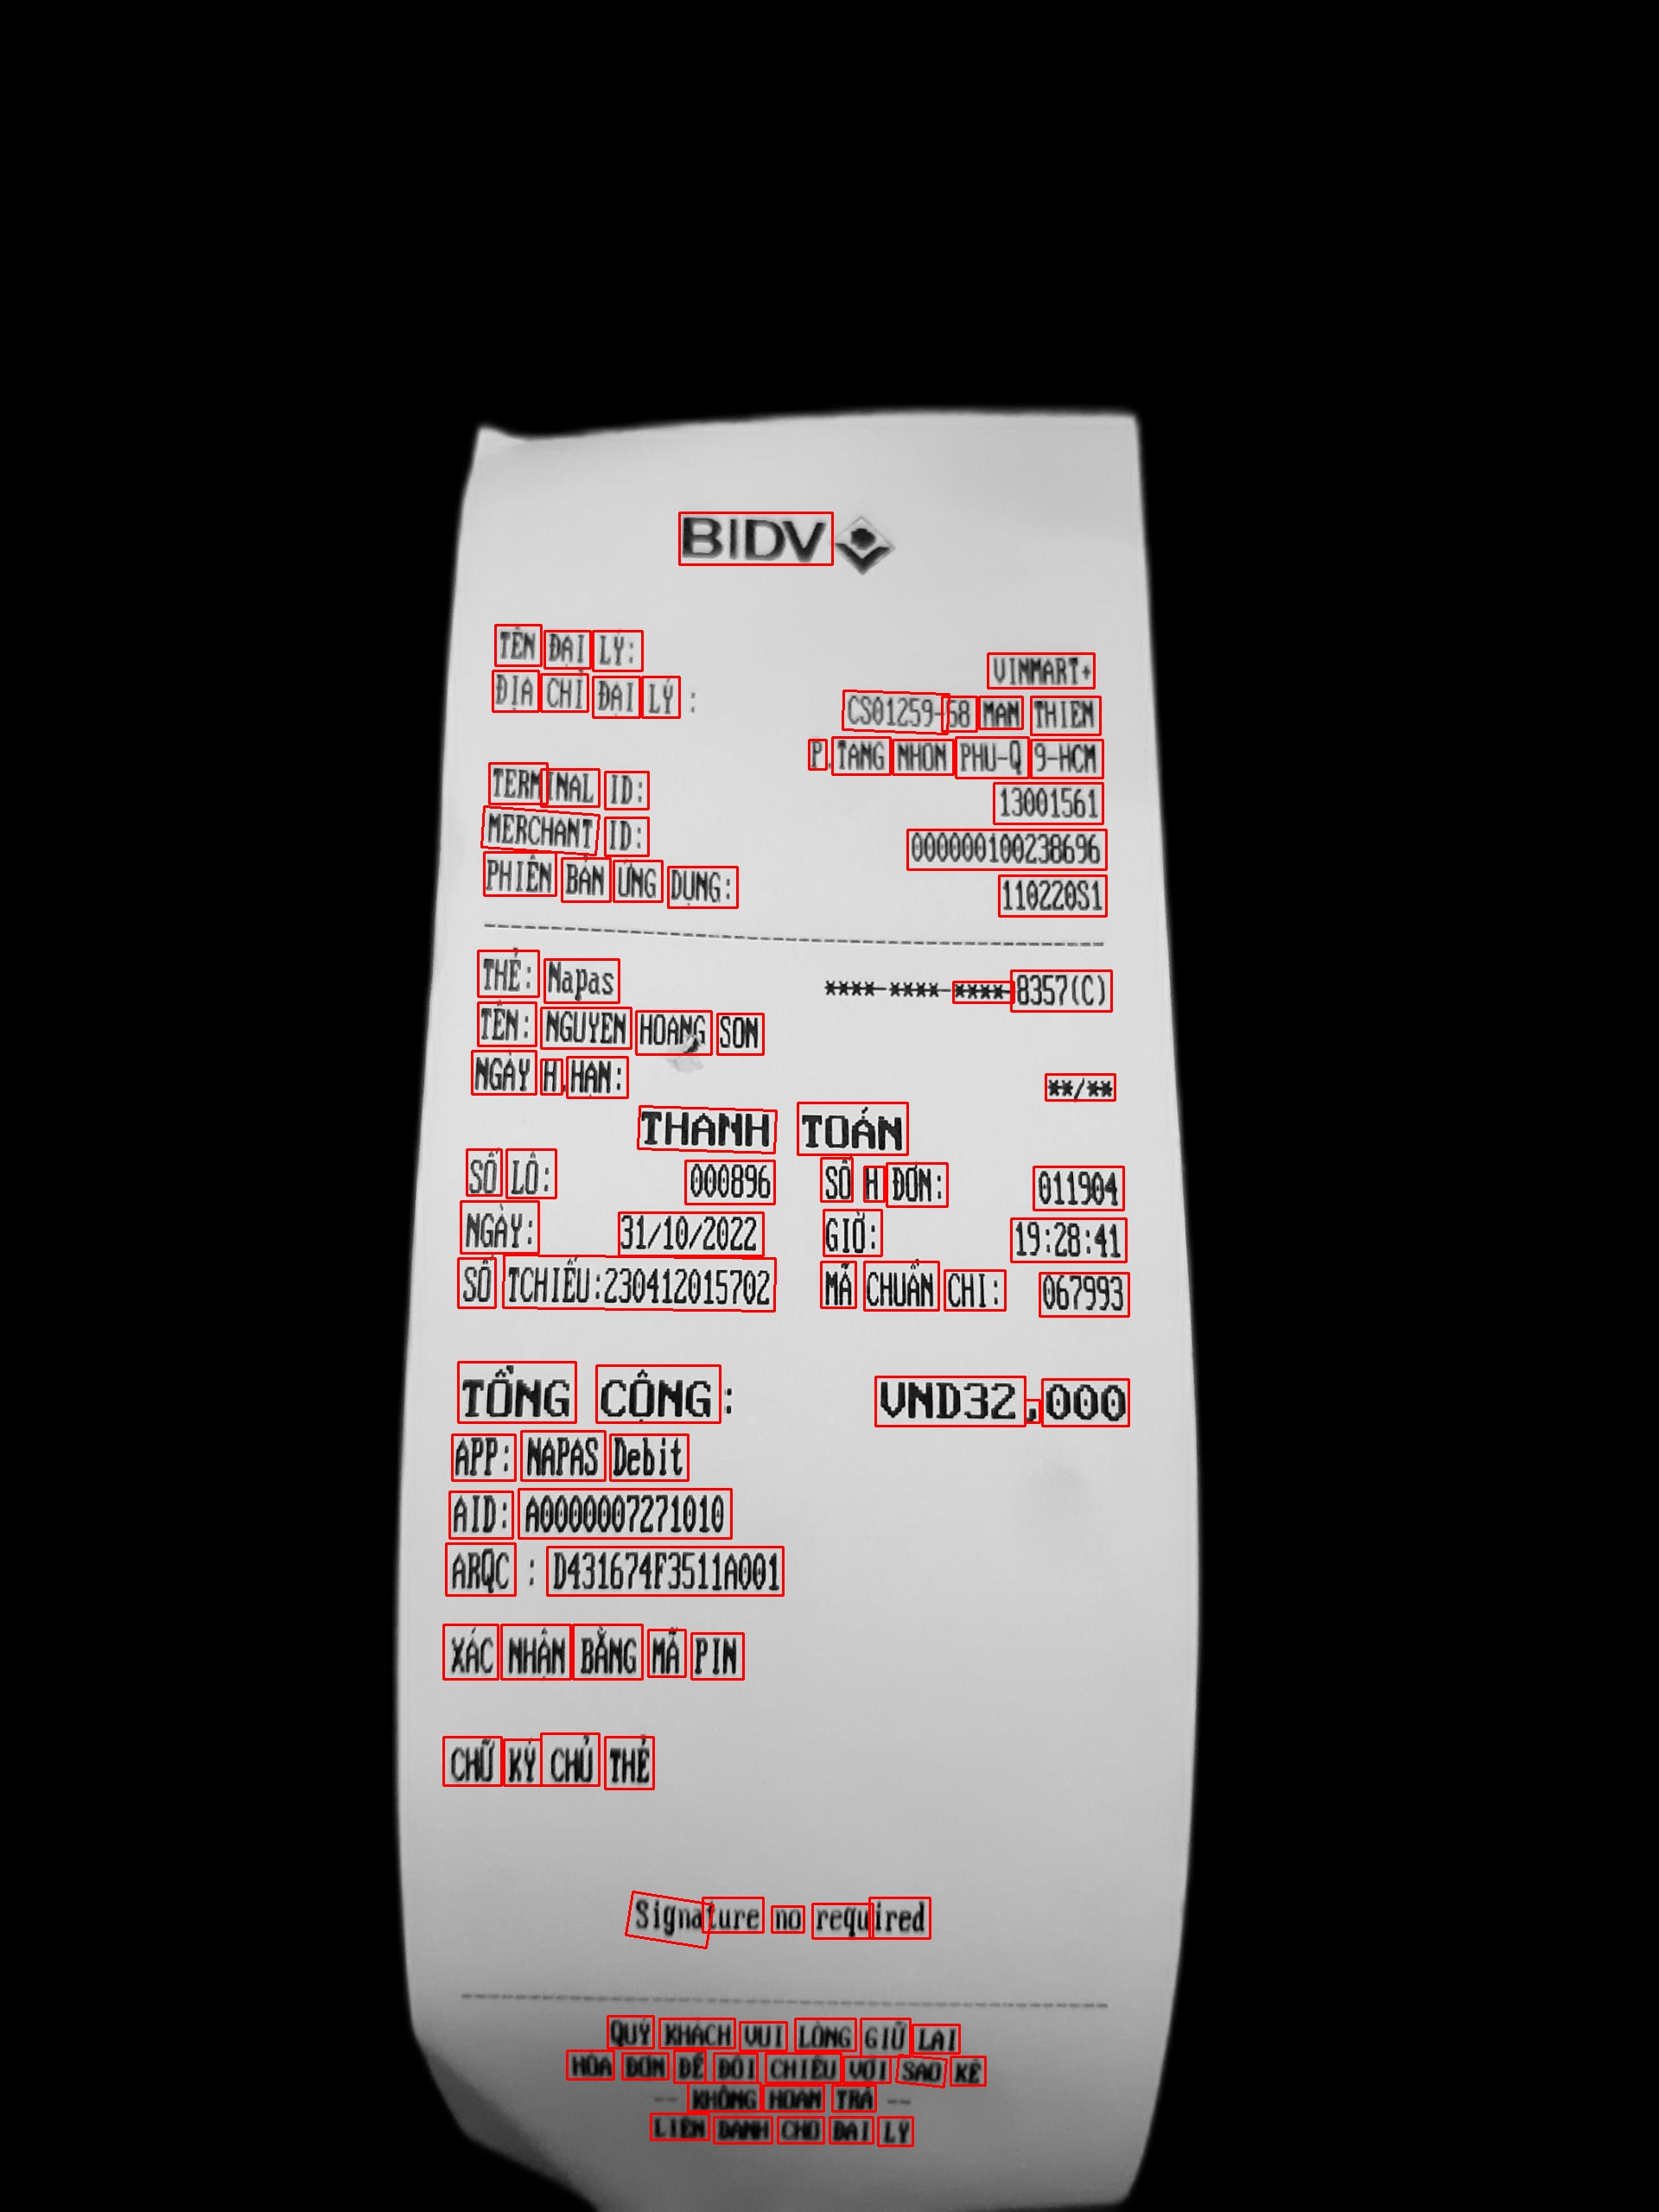 BIDV
TÊN ĐẠI LÝ:
VINMART+
ĐỊA CHỈ ĐẠI LÝ :
CS01259-58 MAN THIEN
P.TANG NHON PHU-Q 9-HCM
TERMINAL ID: 13001561
MERCHANT ID: 000000100238696
PHIÊN BẢN ỨNG DỤNG: 110220S1
THẺ: Napas ****-****-****-8357(C)
TÊN: NGUYEN HOANG SON
NGÀY H.HẠN: **/**
THANH TOÁN
SỐ LÔ: 000896 SỐ H ĐƠN: 011904
NGÀY: 31/10/2022 GIỜ: 19:28:41
SỐ TCHIẾU:230412015702 MÃ CHUẨN CHI: 067993
TỔNG CỘNG: VND32,000
APP: NAPAS Debit
AID: A0000007271010
ARQC : D431674F3511A001
XÁC NHẬN BẰNG MÃ PIN
CHỮ KÝ CHỦ THẺ
Signature no required
QUÝ KHÁCH VUI LÒNG GIỮ LẠI
HÓA ĐƠN ĐỂ ĐỐI CHIẾU VỚI SAO KÊ
-- KHÔNG HOÀN TRẢ --
LIÊN DÀNH CHO ĐẠI LÝ